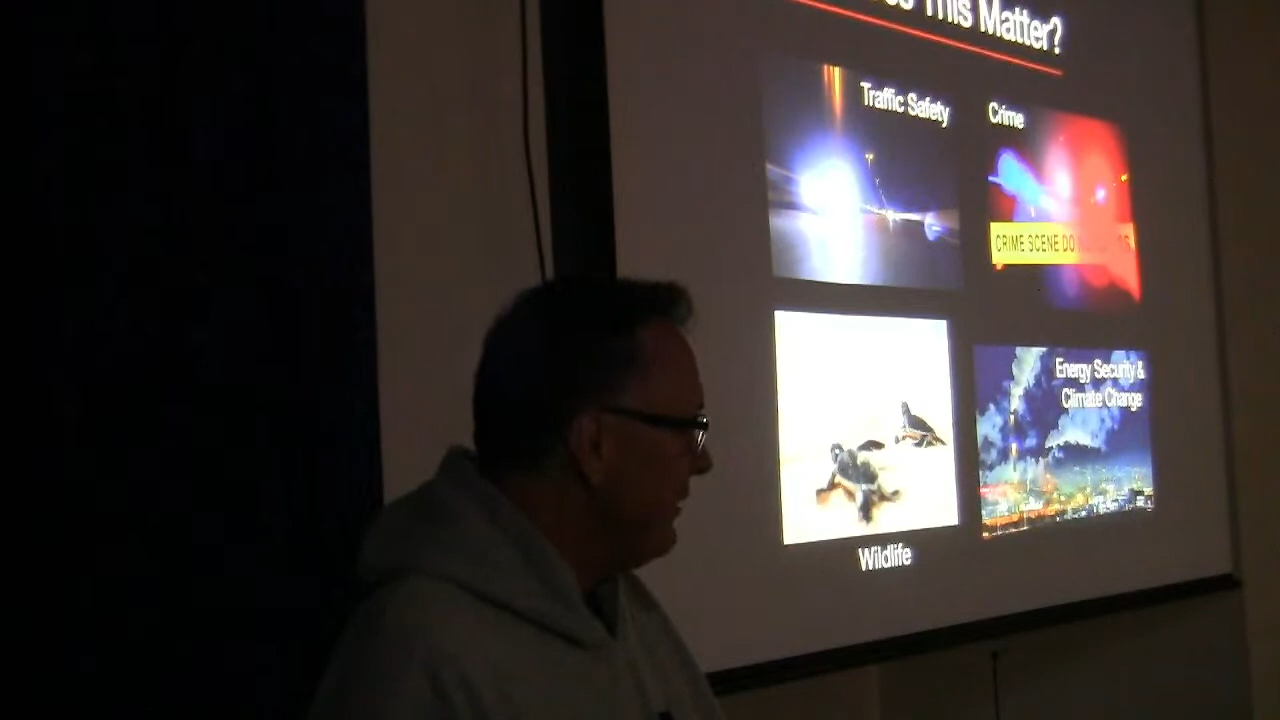 This Matter?
Traffic Safety
Crime
CRIME SCENE DO
Energy Security &
Climate Change
Wildlife